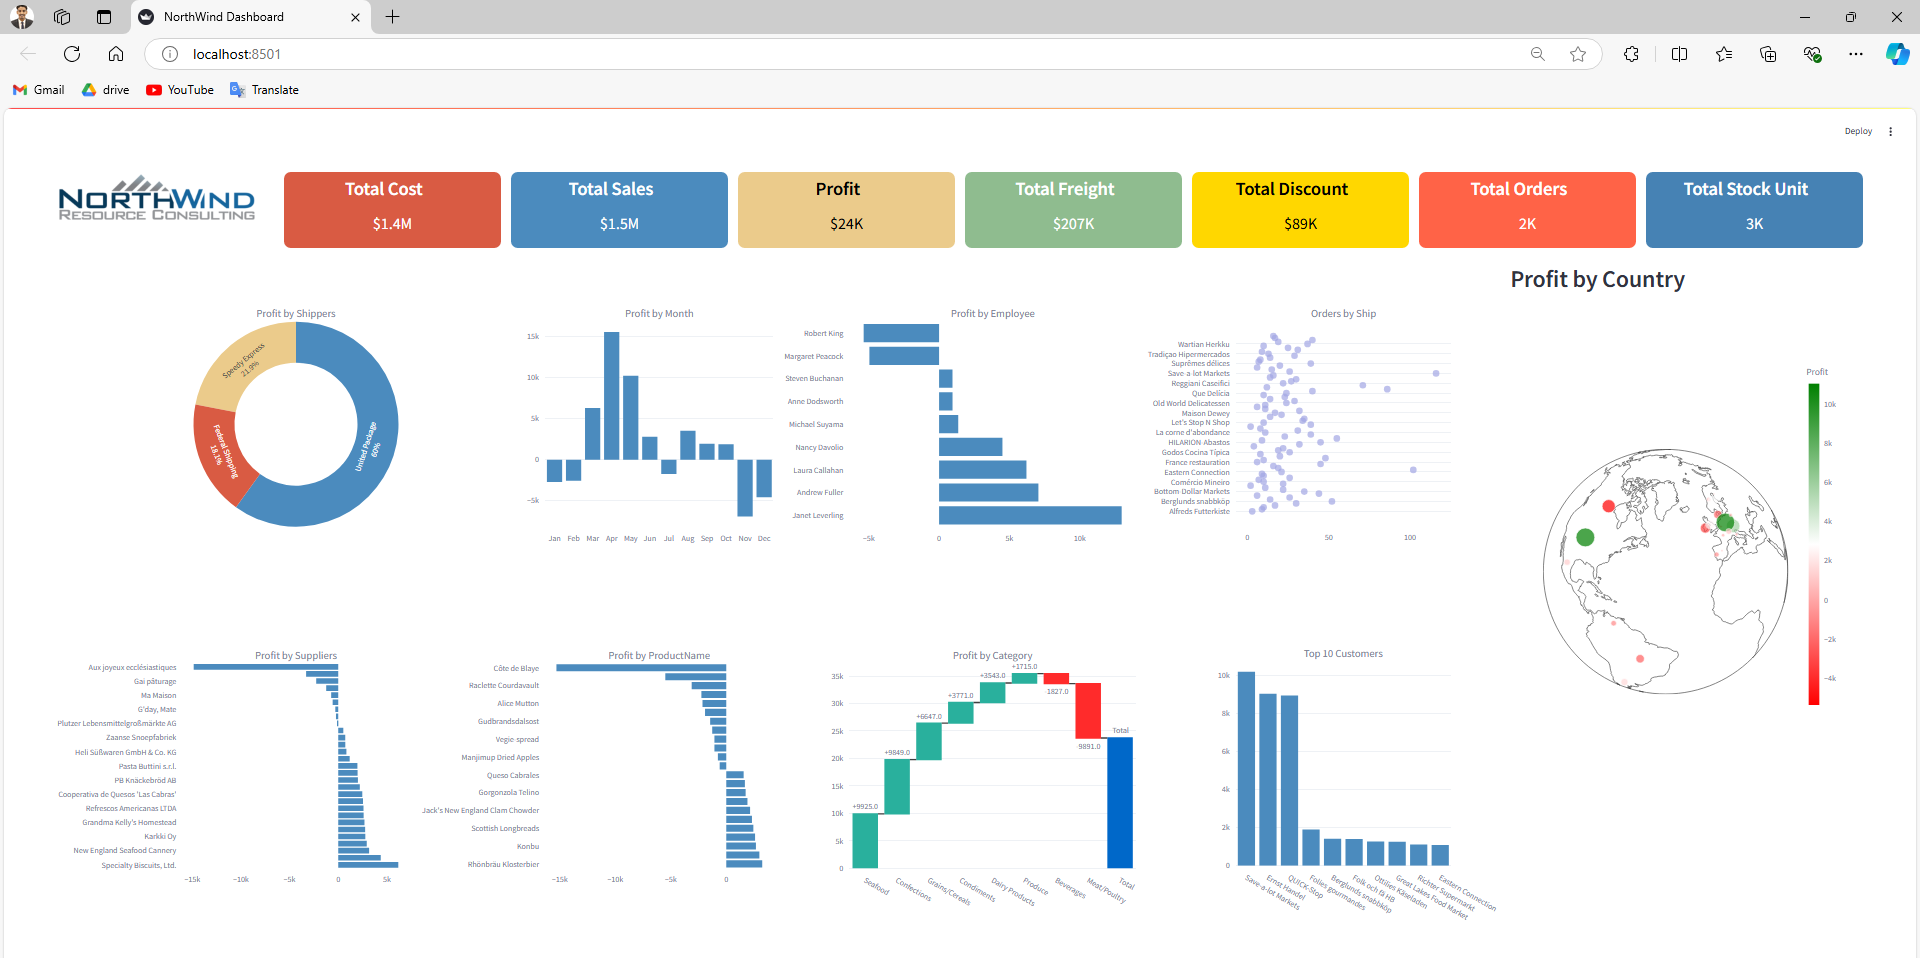 NorthWind Dashboard
localhost:8501
Gmail
drive
YouTube
Translate
Deploy
NORTHWIND
RESOURCE CONSULTING
Total Cost
$1.4M
Total Sales
$1.5M
Profit
$24K
Total Freight
$207K
Total Discount
$89K
Total Orders
2K
Total Stock Unit
3K
Profit by Country
Profit by Shippers
Speedy Express
21.9%
Federal Shipping
18.1%
United Package
60%
Profit by Month
15k
10k
5k
0
−5k
Jan Feb Mar Apr May Jun Jul Aug Sep Oct Nov Dec
Profit by Employee
Robert King
Margaret Peacock
Steven Buchanan
Anne Dodsworth
Michael Suyama
Nancy Davolio
Laura Callahan
Andrew Fuller
Janet Leverling
−5k 0 5k 10k
Orders by Ship
Wartian Herkku
Tradiçao Hipermercados
Suprêmes délices
Save-a-lot Markets
Reggiani Caseifici
Que Delícia
Old World Delicatessen
Maison Dewey
Let's Stop N Shop
La corne d'abondance
HILARION-Abastos
Godos Cocina Típica
France restauration
Eastern Connection
Comércio Mineiro
Bottom-Dollar Markets
Berglunds snabbköp
Alfreds Futterkiste
0 50 100
Profit
10k
8k
6k
4k
2k
0
−2k
−4k
Profit by Suppliers
Aux joyeux ecclésiastiques
Gai pâturage
Ma Maison
G'day, Mate
Plutzer Lebensmittelgroßmärkte AG
Zaanse Snoepfabriek
Heli Süßwaren GmbH & Co. KG
Pasta Buttini s.r.l.
PB Knäckebröd AB
Cooperativa de Quesos 'Las Cabras'
Refrescos Americanas LTDA
Grandma Kelly's Homestead
Karkki Oy
New England Seafood Cannery
Specialty Biscuits, Ltd.
−15k −10k −5k 0 5k
Profit by ProductName
Côte de Blaye
Raclette Courdavault
Alice Mutton
Gudbrandsdalsost
Vegie-spread
Manjimup Dried Apples
Queso Cabrales
Gorgonzola Telino
Jack's New England Clam Chowder
Scottish Longbreads
Konbu
Rhönbräu Klosterbier
−15k −10k −5k 0
Profit by Category
35k
30k
25k
20k
15k
10k
5k
0
+9925.0
+9849.0
+6647.0
+3771.0
+3543.0
+1715.0
-1827.0
-9891.0
Total
Seafood
Confections
Grains/Cereals
Condiments
Dairy Products
Produce
Beverages
Meat/Poultry
Total
Top 10 Customers
10k
8k
6k
4k
2k
0
Save-a-lot Markets
Ernst Handel
QUICK-Stop
Folies gourmandes
Berglunds snabbköp
Folk och fä HB
Ottilies Käseladen
Great Lakes Food Market
Richter Supermarkt
Eastern Connection